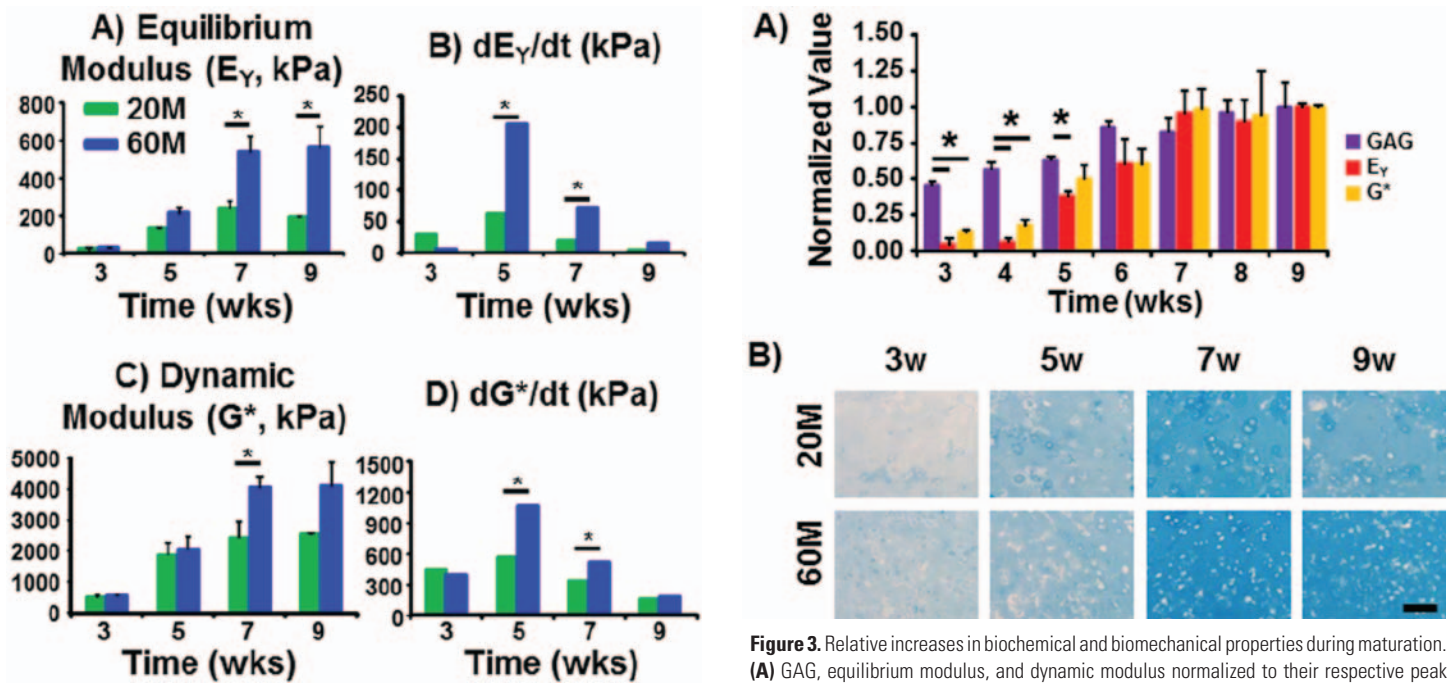 A) Equilibrium
Modulus (EY, kPa)
800
600
400
200
0
20M
60M
*
*
3 5 7 9
Time (wks)
B) dEY/dt (kPa)
250
200
150
100
50
0
*
*
3 5 7 9
Time (wks)
C) Dynamic
Modulus (G*, kPa)
5000
4000
3000
2000
1000
0
*
3 5 7 9
Time (wks)
D) dG*/dt (kPa)
1500
1200
900
600
300
0
*
*
3 5 7 9
Time (wks)
A)
Normalized Value
1.50
1.25
1.00
0.75
0.50
0.25
0.00
*
*
*
GAG
EY
G*
3 4 5 6 7 8 9
Time (wks)
B)
3w 5w 7w 9w
20M
60M
Figure 3. Relative increases in biochemical and biomechanical properties during maturation.
(A) GAG, equilibrium modulus, and dynamic modulus normalized to their respective peak